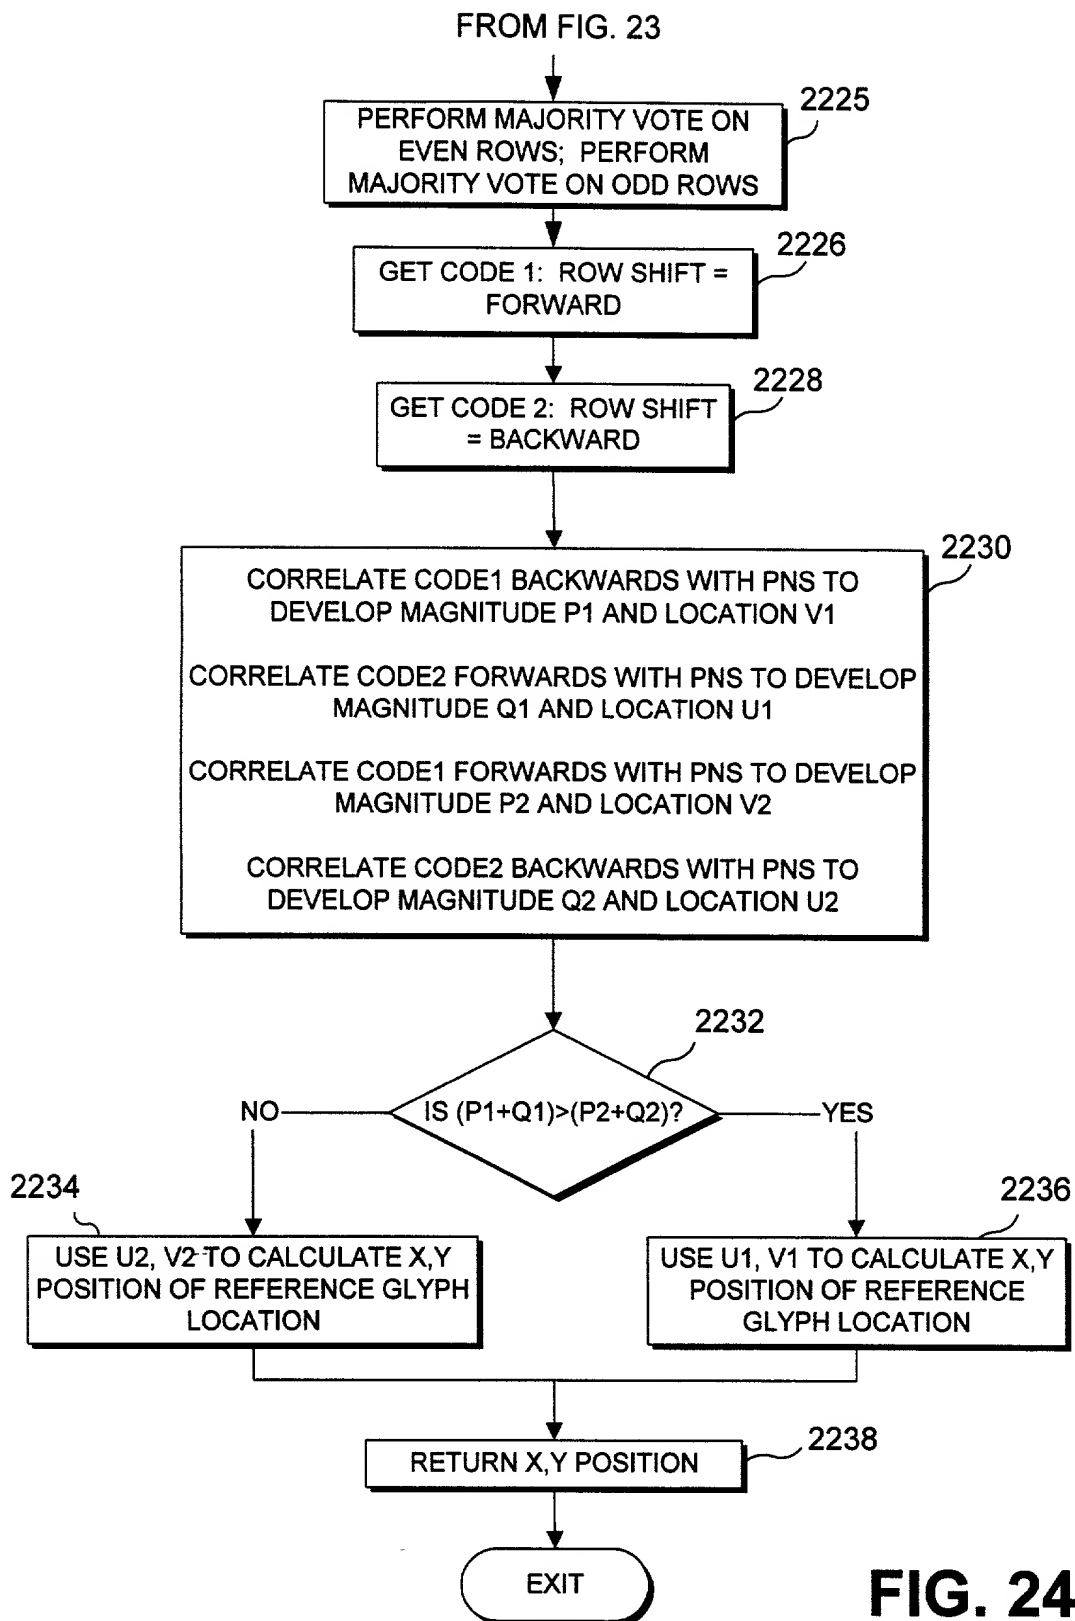 FROM FIG. 23
2225
PERFORM MAJORITY VOTE ON
EVEN ROWS; PERFORM
MAJORITY VOTE ON ODD ROWS
2226
GET CODE 1: ROW SHIFT =
FORWARD
2228
GET CODE 2: ROW SHIFT
= BACKWARD
2230
CORRELATE CODE1 BACKWARDS WITH PNS TO
DEVELOP MAGNITUDE P1 AND LOCATION V1
CORRELATE CODE2 FORWARDS WITH PNS TO DEVELOP
MAGNITUDE Q1 AND LOCATION U1
CORRELATE CODE1 FORWARDS WITH PNS TO DEVELOP
MAGNITUDE P2 AND LOCATION V2
CORRELATE CODE2 BACKWARDS WITH PNS TO
DEVELOP MAGNITUDE Q2 AND LOCATION U2
2232
IS (P1+Q1)>(P2+Q2)?
NO
YES
2234
USE U2, V2 TO CALCULATE X,Y
POSITION OF REFERENCE GLYPH
LOCATION
2236
USE U1, V1 TO CALCULATE X,Y
POSITION OF REFERENCE
GLYPH LOCATION
2238
RETURN X,Y POSITION
EXIT
FIG. 24